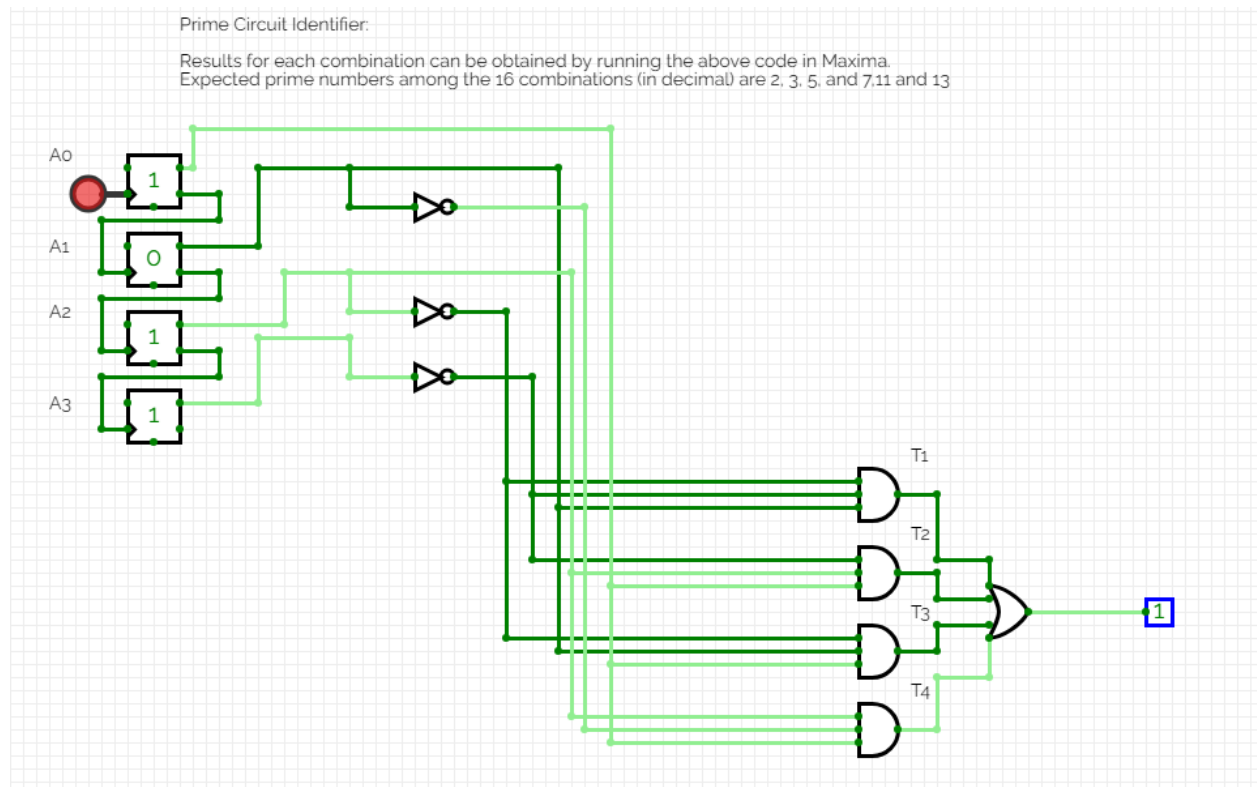 Prime Circuit Identifier:
Results for each combination can be obtained by running the above code in Maxima.
Expected prime numbers among the 16 combinations (in decimal) are 2, 3, 5, and 7,11 and 13
A0
1
A1
0
A2
1
A3
1
T1
T2
T3
1
T4